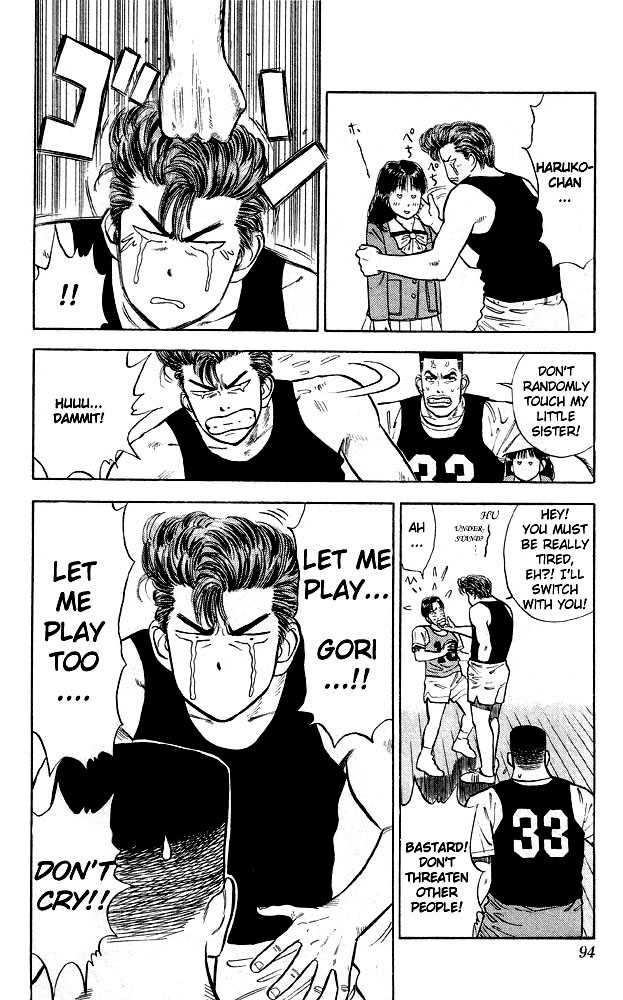 HARUKO-
CHAN
...
ホー
ぺち
ぺち
ゴ
ン
!!
DON'T
RANDOMLY
TOUCH MY
LITTLE
SISTER!
33
HUUU...
DAMMIT!
HEY!
YOU MUST
BE REALLY
TIRED,
EH?! I'LL
SWITCH
WITH YOU!
HU
UNDER-
STAND?
...
AH
...
33
BASTARD!
DON'T
THREATEN
OTHER
PEOPLE!
LET ME
PLAY...
GORI
...!!
LET
ME
PLAY
TOO
....
DON'T
CRY!!
94